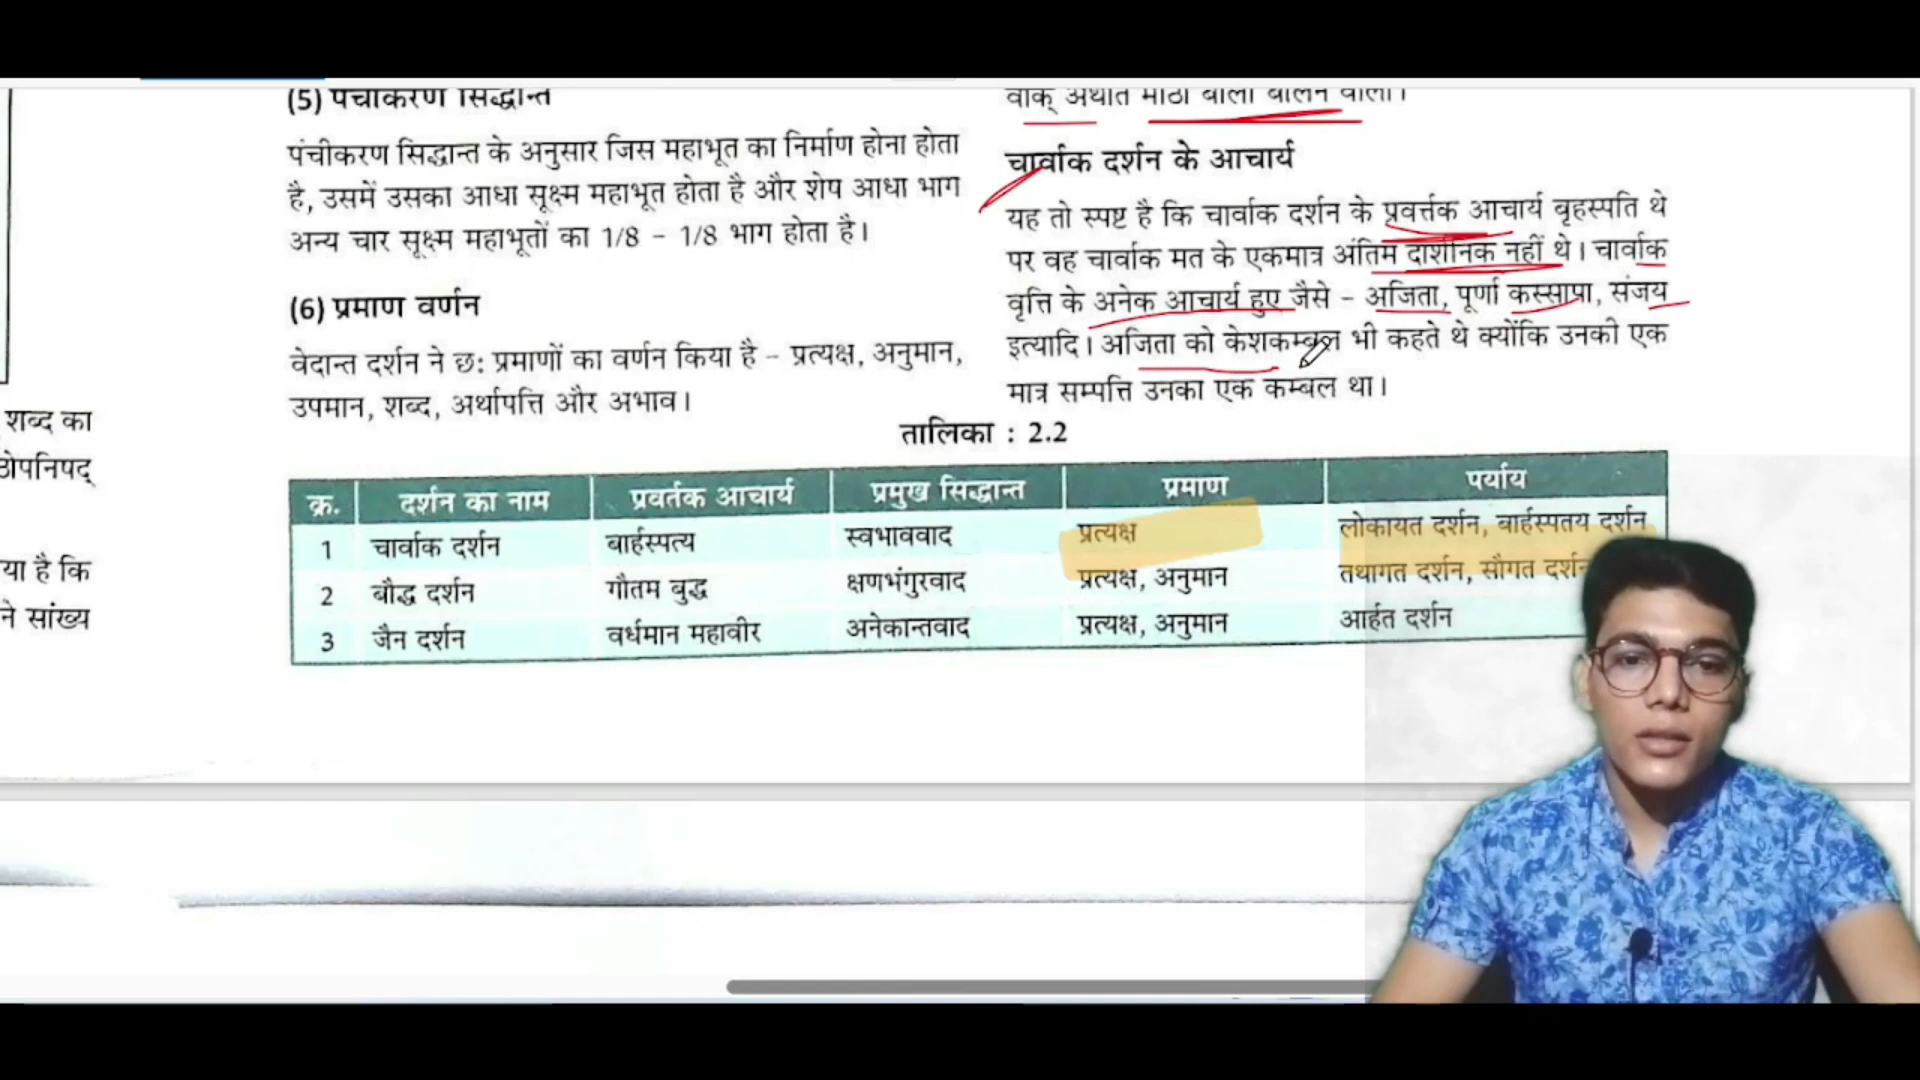 (5) पंचीकरण सिद्धान्त
पंचीकरण सिद्धान्त के अनुसार जिस महाभूत का निर्माण होना होता
है, उसमें उसका आधा सूक्ष्म महाभूत होता है और शेष आधा भाग
अन्य चार सूक्ष्म महाभूतों का 1/8 – 1/8 भाग होता है।
(6) प्रमाण वर्णन
वेदान्त दर्शन ने छः प्रमाणों का वर्णन किया है – प्रत्यक्ष, अनुमान,
उपमान, शब्द, अर्थापत्ति और अभाव।
शब्द का
ठोपनिषद्
या है कि
ने सांख्य
वाक् अर्थात मीठी बोली बोलने वाला।
चार्वाक दर्शन के आचार्य
यह तो स्पष्ट है कि चार्वाक दर्शन के प्रवर्त्तक आचार्य बृहस्पति थे
पर वह चार्वाक मत के एकमात्र अंतिम दार्शनिक नहीं थे। चार्वाक
वृत्ति के अनेक आचार्य हुए जैसे – अजिता, पूर्णा कस्सापा, संजय
इत्यादि। अजिता को केशकम्बल भी कहते थे क्योंकि उनकी एक
मात्र सम्पत्ति उनका एक कम्बल था।
तालिका : 2.2
क्र. दर्शन का नाम प्रवर्तक आचार्य प्रमुख सिद्धान्त प्रमाण पर्याय
1 चार्वाक दर्शन बार्हस्पत्य स्वभाववाद प्रत्यक्ष लोकायत दर्शन, बार्हस्पतय दर्शन
2 बौद्ध दर्शन गौतम बुद्ध क्षणभंगुरवाद प्रत्यक्ष, अनुमान तथागत दर्शन, सौगत दर्शन
3 जैन दर्शन वर्धमान महावीर अनेकान्तवाद प्रत्यक्ष, अनुमान आर्हत दर्शन